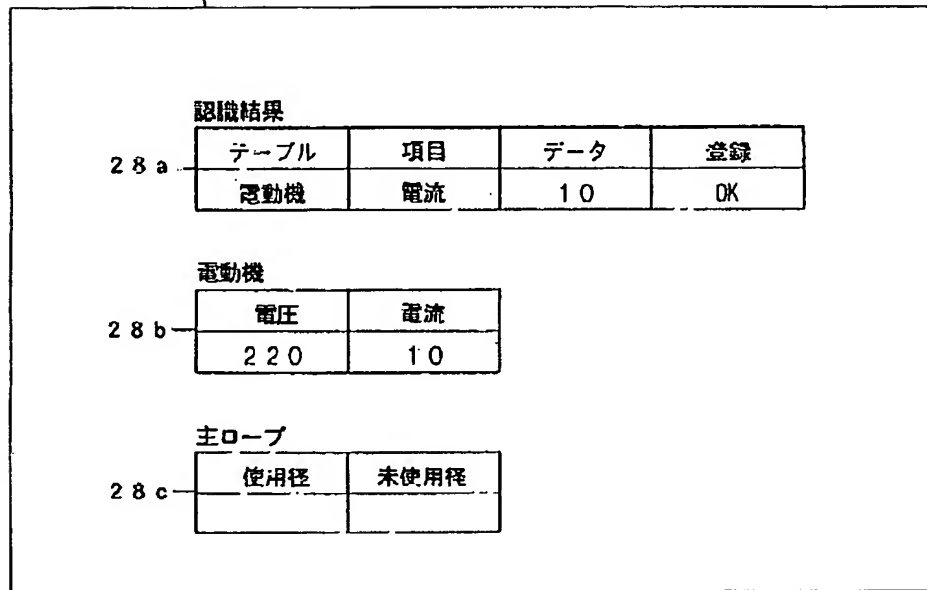 認識結果
テーブル 項目 データ 登録
28a
電動機 電流 10 OK
電動機
電圧 電流
28b
220 10
主ロープ
使用径 未使用径
28c